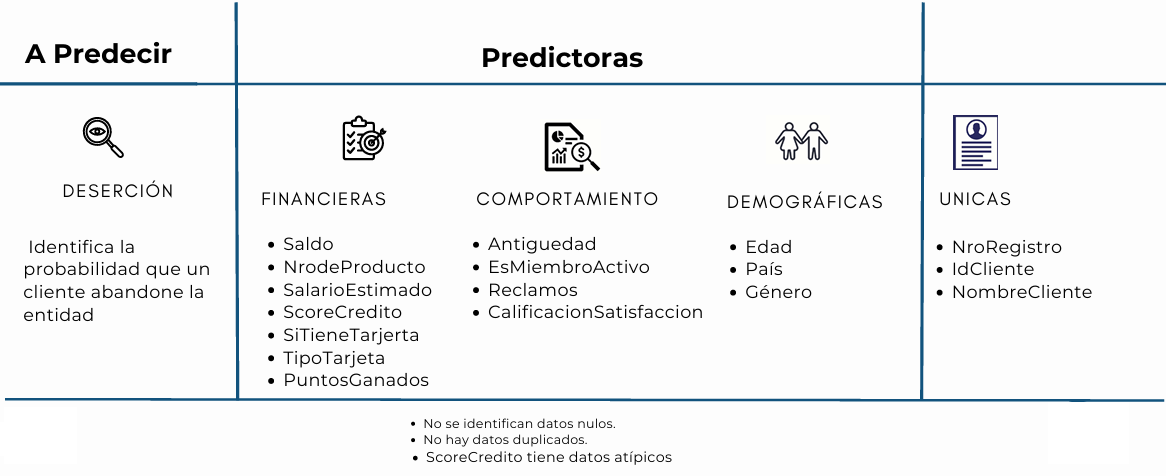 A Predecir
Predictoras
DESERCIÓN
Identifica la
probabilidad que un
cliente abandone la
entidad
FINANCIERAS
• Saldo
• NrodeProducto
• SalarioEstimado
• ScoreCredito
• SiTieneTarjerta
• TipoTarjeta
• PuntosGanados
COMPORTAMIENTO
• Antiguedad
• EsMiembroActivo
• Reclamos
• CalificacionSatisfaccion
DEMOGRÁFICAS
• Edad
• País
• Género
UNICAS
• NroRegistro
• IdCliente
• NombreCliente
• No se identifican datos nulos.
• No hay datos duplicados.
• ScoreCredito tiene datos atípicos